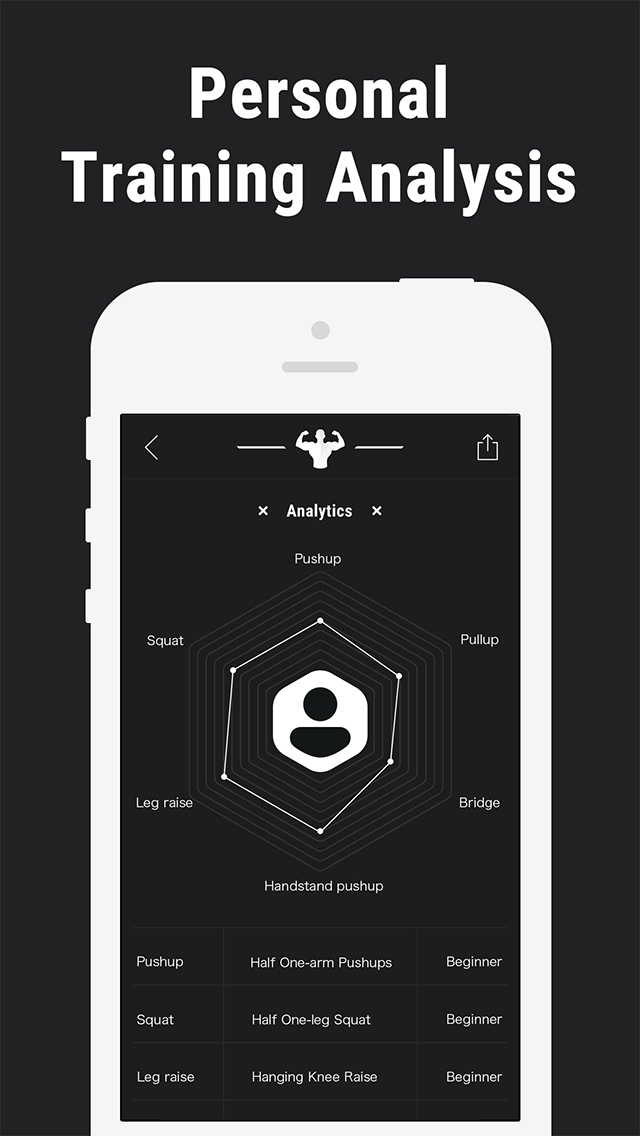 Personal
Training Analysis
× Analytics ×
Pushup
Squat
Pullup
Leg raise
Bridge
Handstand pushup
Pushup Half One-arm Pushups Beginner
Squat Half One-leg Squat Beginner
Leg raise Hanging Knee Raise Beginner